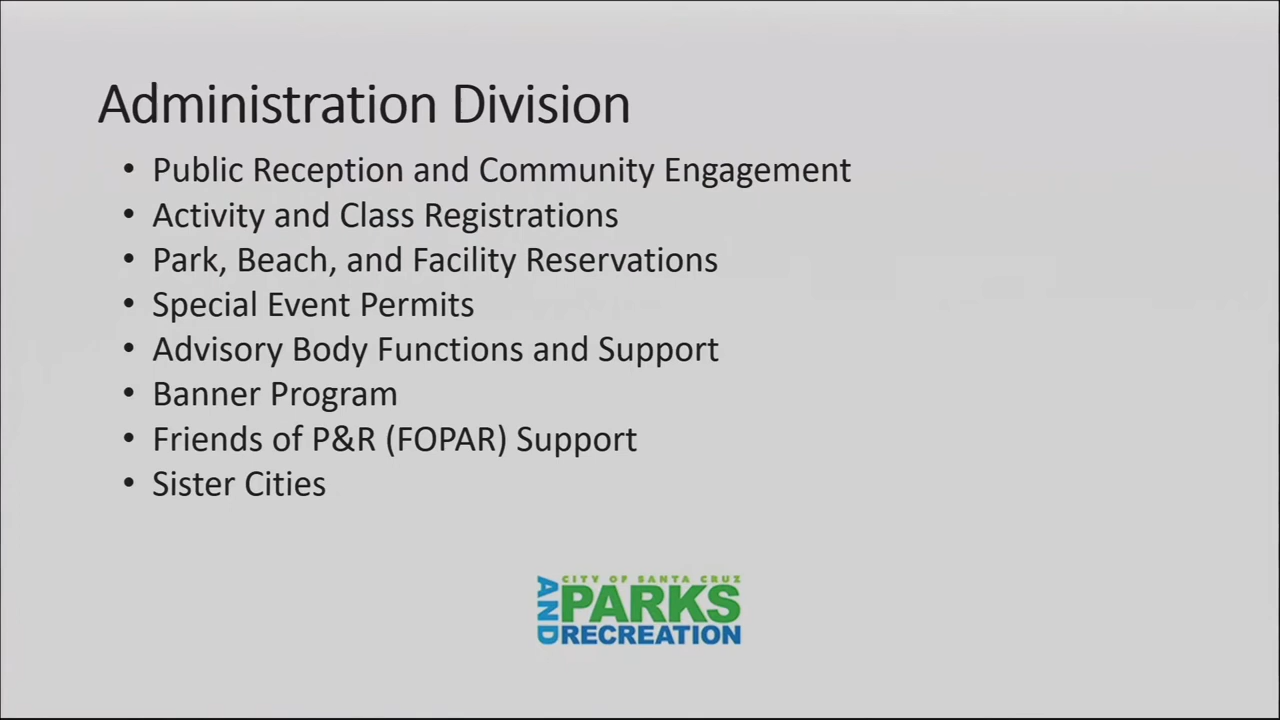 Administration Division
• Public Reception and Community Engagement
• Activity and Class Registrations
• Park, Beach, and Facility Reservations
• Special Event Permits
• Advisory Body Functions and Support
• Banner Program
• Friends of P&R (FOPAR) Support
• Sister Cities
CITY OF SANTA CRUZ
AND PARKS
RECREATION